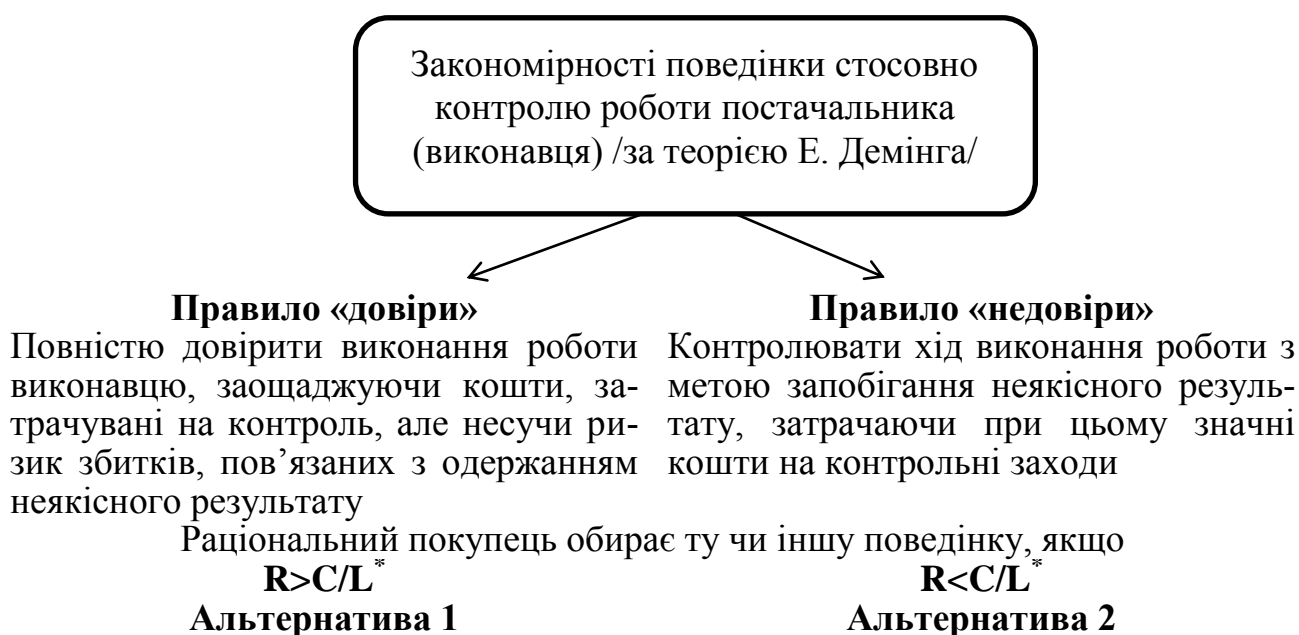 Закономірності поведінки стосовно
контролю роботи постачальника
(виконавця) /за теорією Е. Демінга/
Правило «довіри»
Повністю довірити виконання роботи
виконавцю, заощаджуючи кошти, за-
трачувані на контроль, але несучи ри-
зик збитків, пов’язаних з одержанням
неякісного результату
Правило «недовіри»
Контролювати хід виконання роботи з
метою запобігання неякісного резуль-
тату, затрачаючи при цьому значні
кошти на контрольні заходи
Раціональний покупець обирає ту чи іншу поведінку, якщо
R>C/L*
Альтернатива 1
R<C/L*
Альтернатива 2